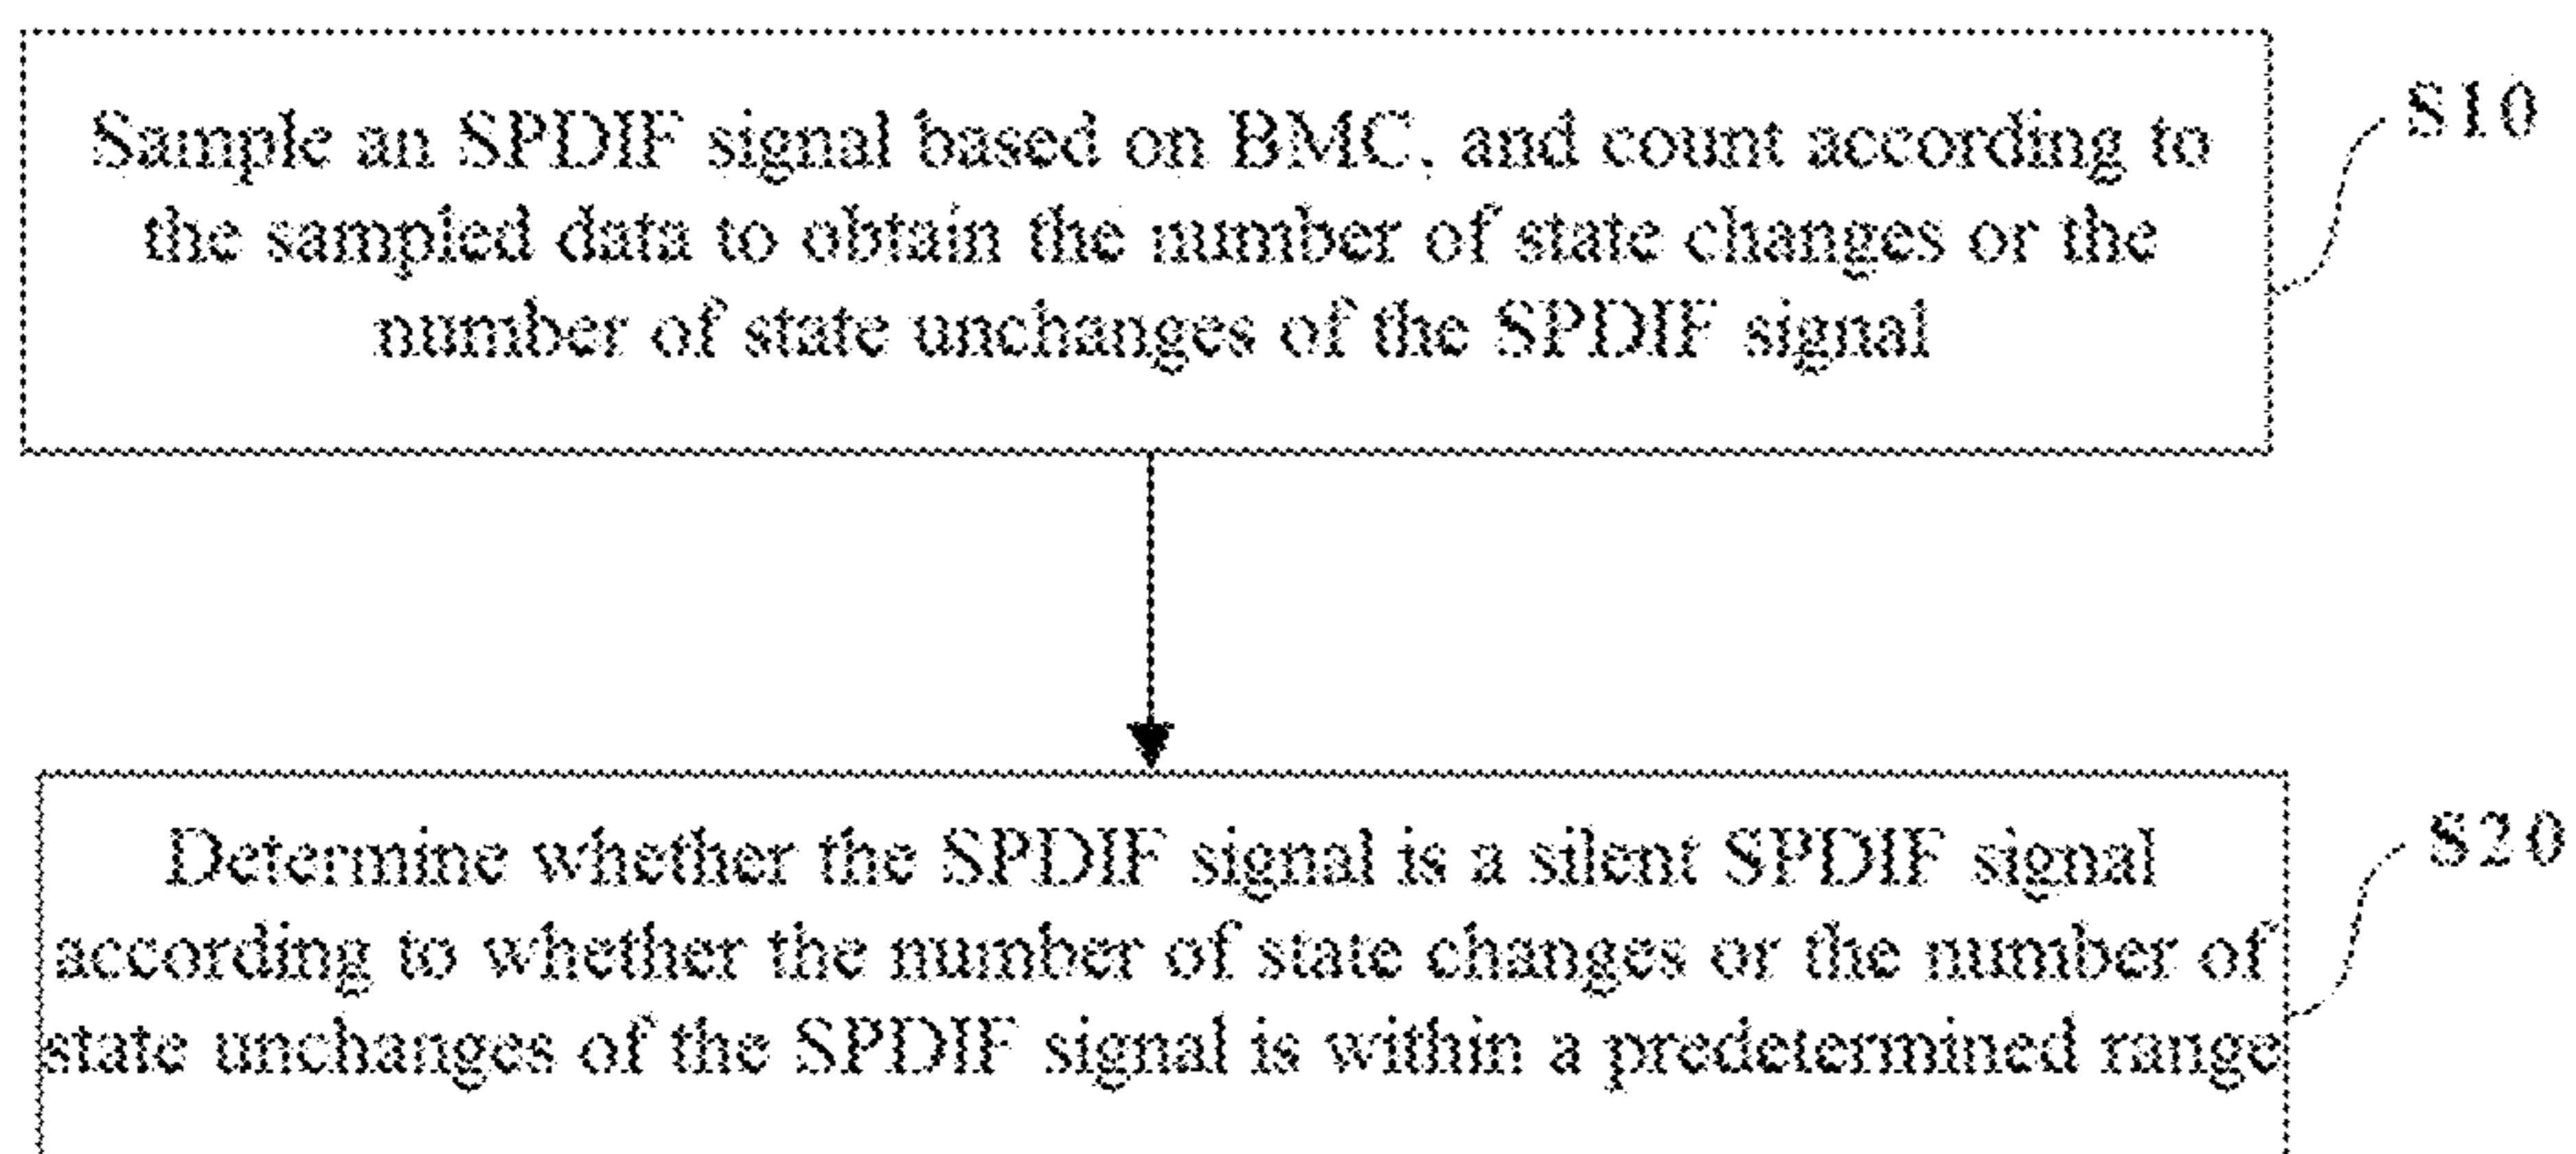 Sample an SPDIF signal based on BMC, and count according to
the sampled data to obtain the number of state changes or the
number of state unchanges of the SPDIF signal
S10
Determine whether the SPDIF signal is a silent SPDIF signal
according to whether the number of state changes or the number of
state unchanges of the SPDIF signal is within a predetermined range
S20